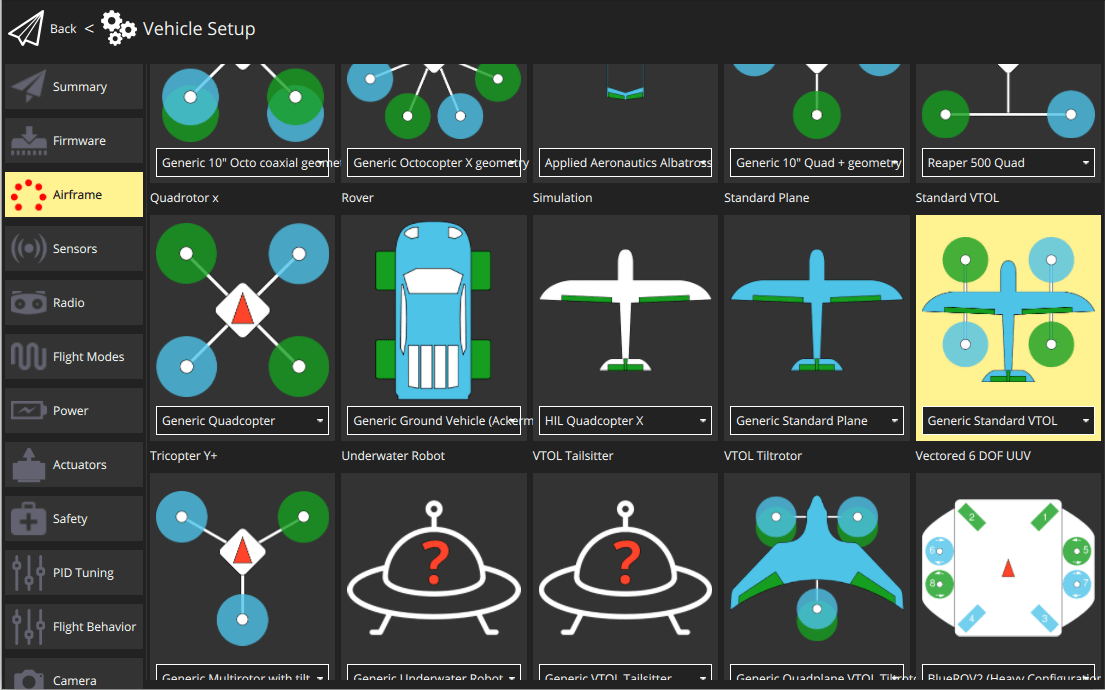 Back < Vehicle Setup
Summary
Firmware
Airframe
Sensors
Radio
Flight Modes
Power
Actuators
Safety
PID Tuning
Flight Behavior
Camera
Generic 10" Octo coaxial geomet
Generic Octocopter X geometry
Applied Aeronautics Albatross
Generic 10" Quad + geometry
Reaper 500 Quad
Quadrotor x
Rover
Simulation
Standard Plane
Standard VTOL
Generic Quadcopter
Generic Ground Vehicle (Ackerm
HIL Quadcopter X
Generic Standard Plane
Generic Standard VTOL
Tricopter Y+
Underwater Robot
VTOL Tailsitter
VTOL Tiltrotor
Vectored 6 DOF UUV
?
?
2 1
6 5
8 7
4 3
Generic Multirotor with tilt
Generic Underwater Robot
Generic VTOL Tailsitter
Generic Quadplane VTOL Tiltrotor
BlueROV2 (Heavy Configuration